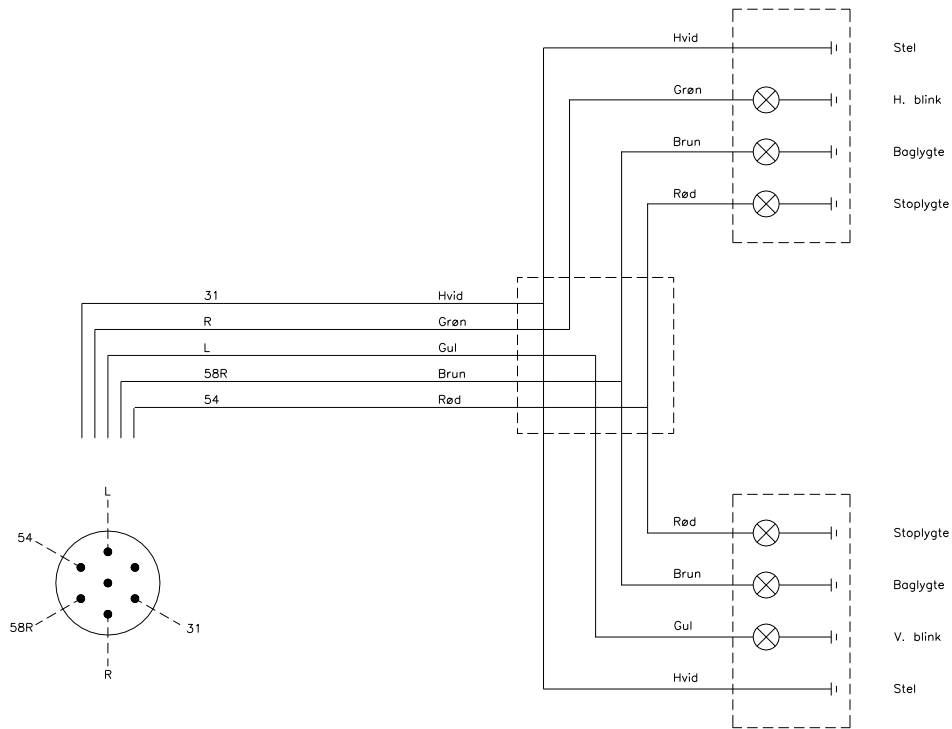 Hvid Stel
Grøn H. blink
Brun Baglygte
Rød Stoplygte
31 Hvid
R Grøn
L Gul
58R Brun
54 Rød
L
54
58R
31
R
Rød Stoplygte
Brun Baglygte
Gul V. blink
Hvid Stel